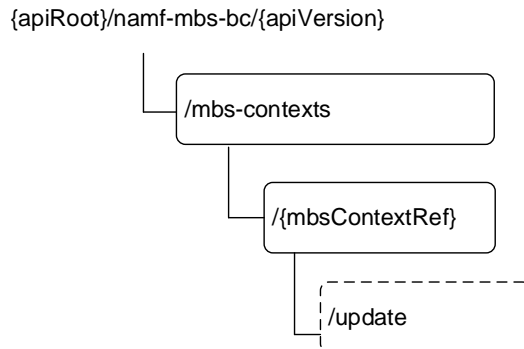 {apiRoot}/namf-mbs-bc/{apiVersion}
/mbs-contexts
/{mbsContextRef}
/update